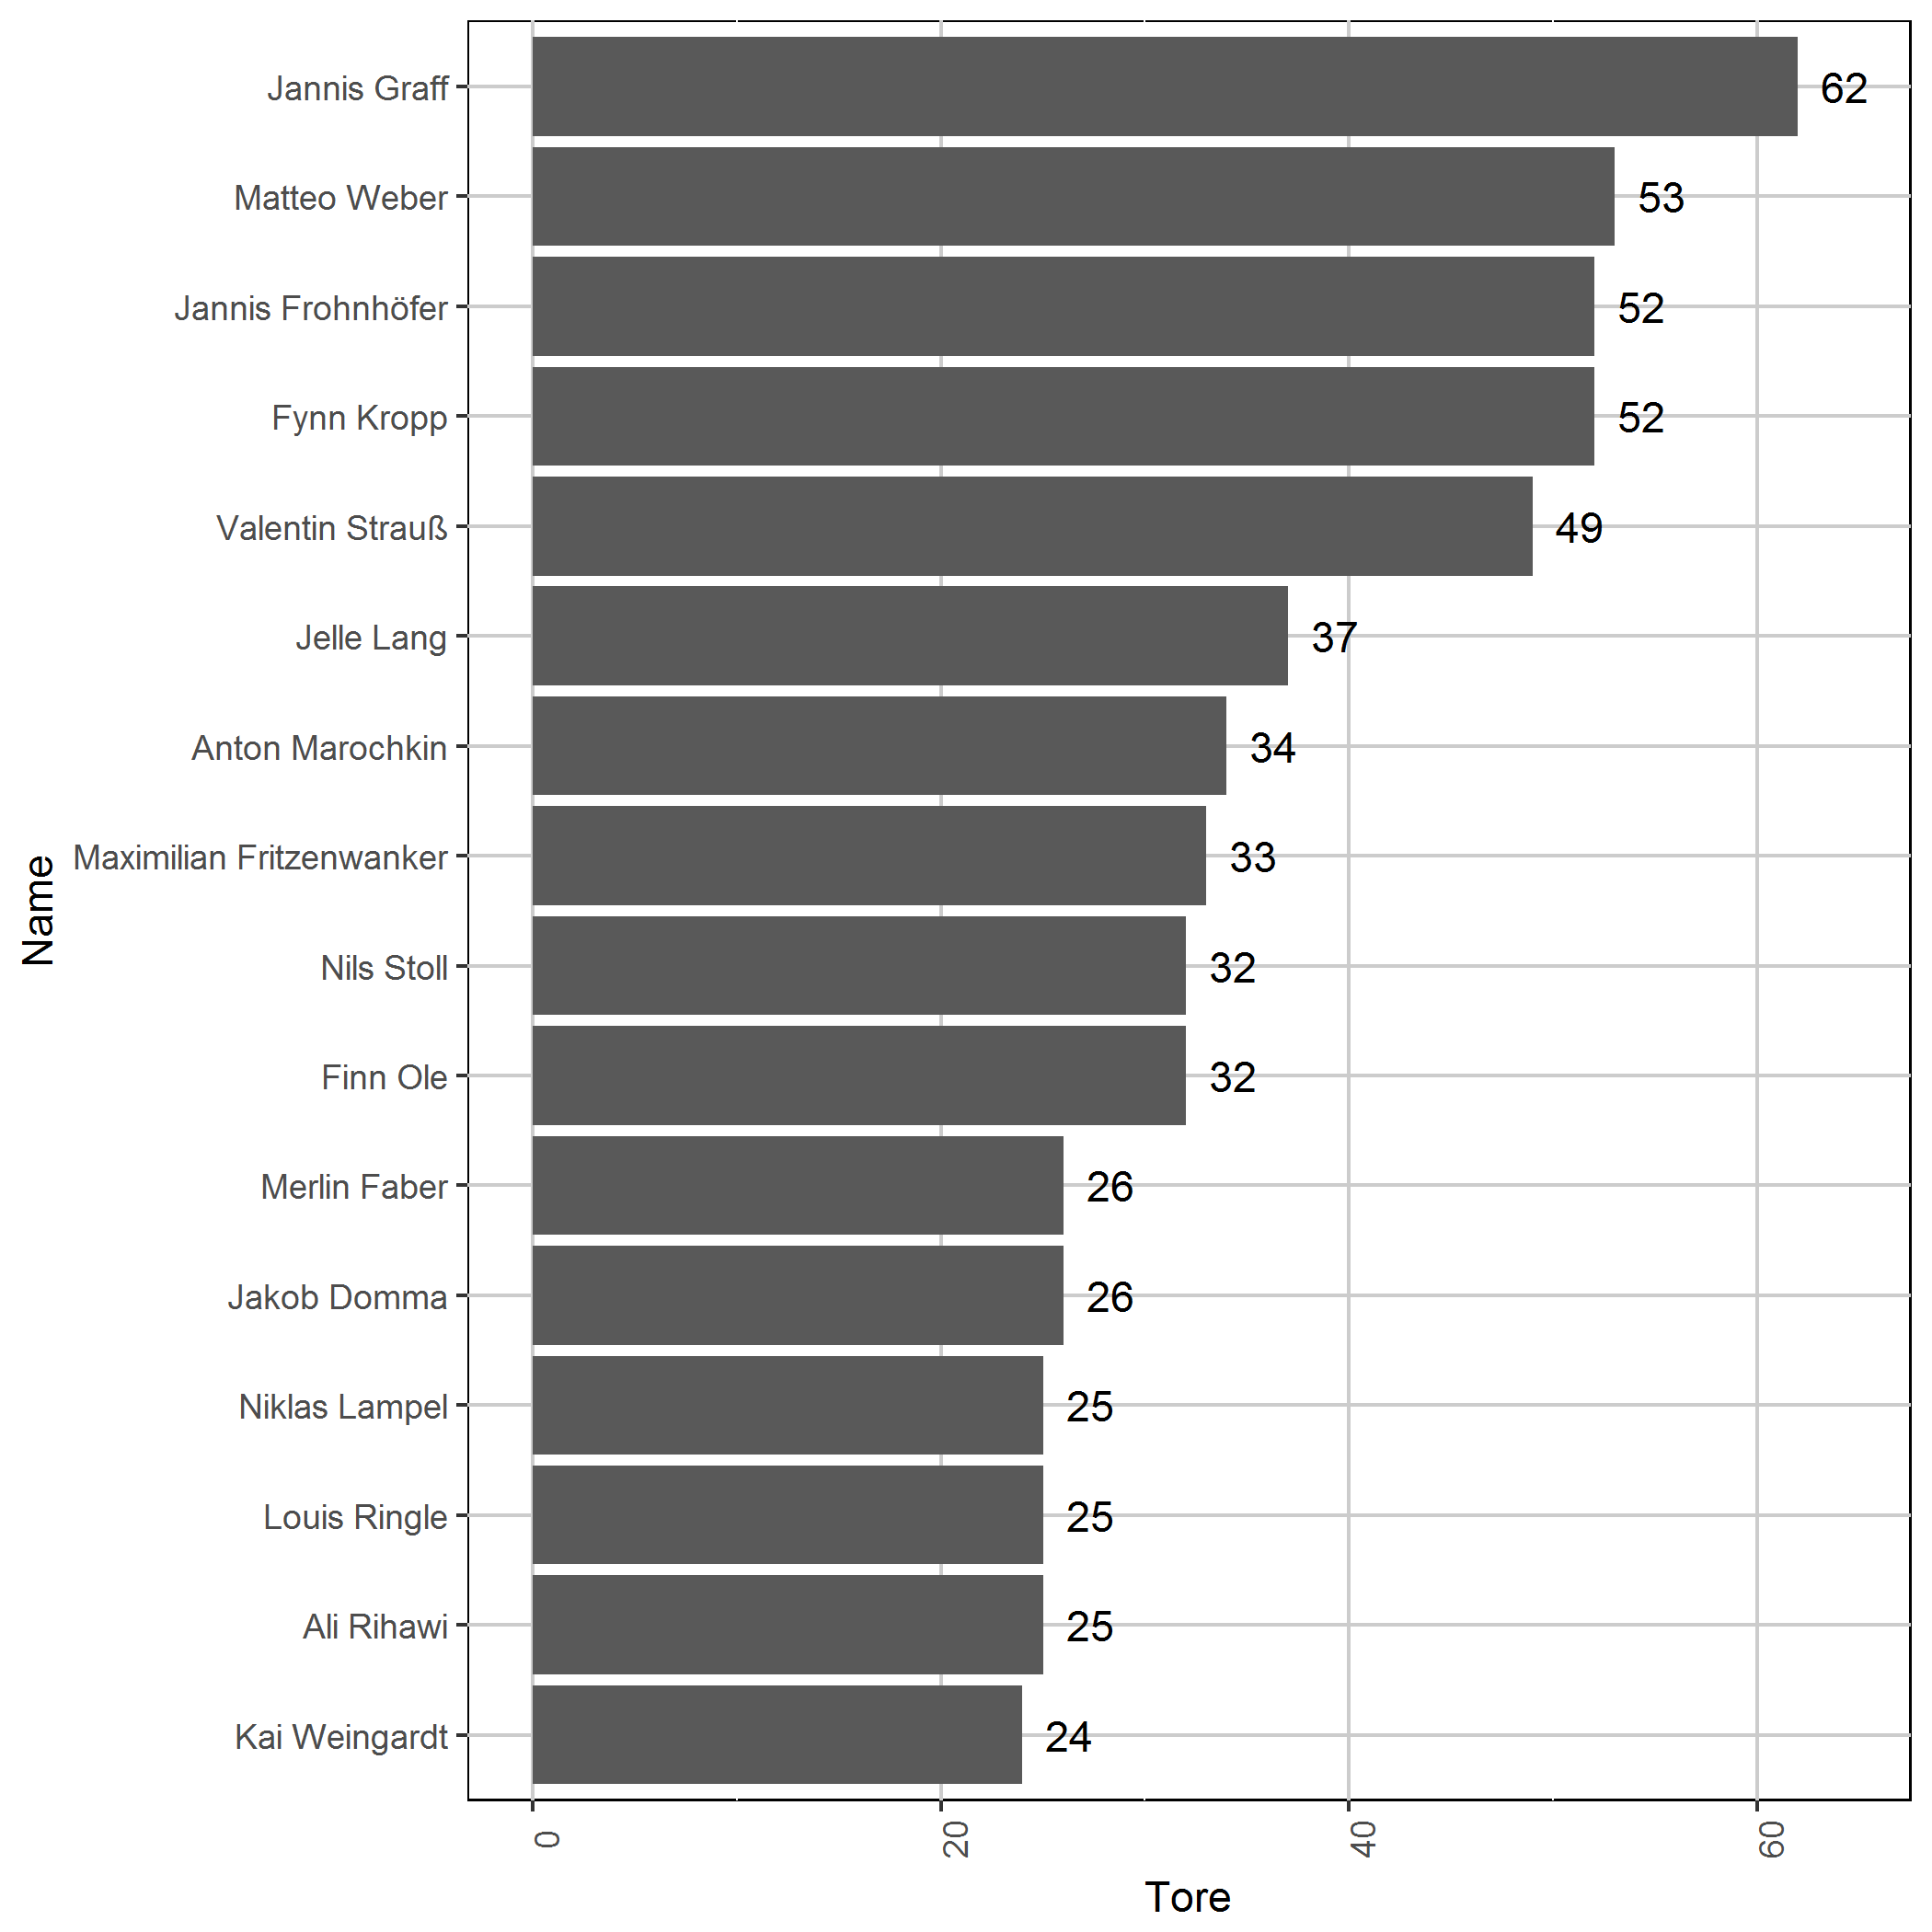 Jannis Graff 62
Matteo Weber 53
Jannis Frohnhöfer 52
Fynn Kropp 52
Valentin Strauß 49
Jelle Lang 37
Anton Marochkin 34
Maximilian Fritzenwanker 33
Nils Stoll 32
Finn Ole 32
Merlin Faber 26
Jakob Domma 26
Niklas Lampel 25
Louis Ringle 25
Ali Rihawi 25
Kai Weingardt 24
Name
0 20 40 60
Tore